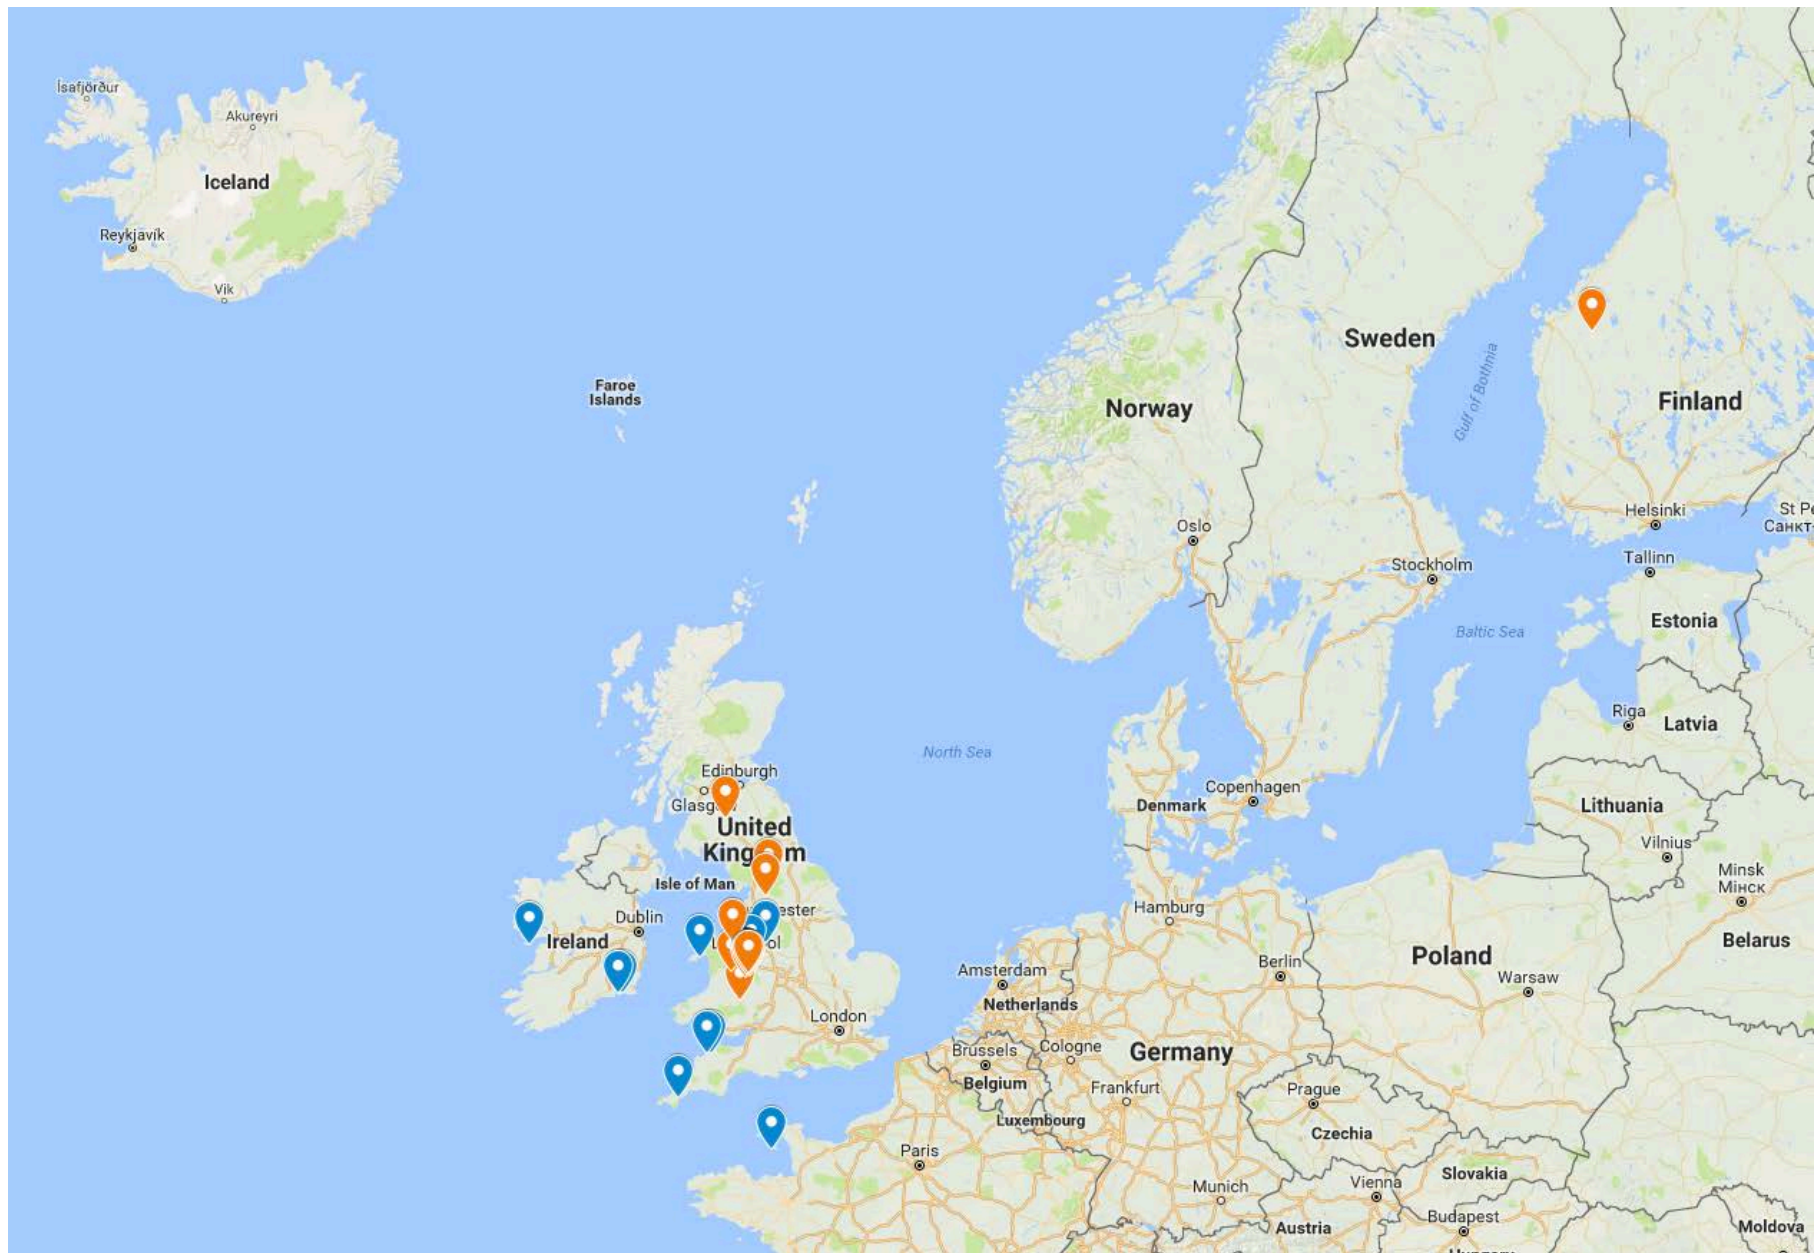 Ísafjörður
Akureyri
Iceland
Reykjavík
Vik
Faroe
Islands
Sweden
Gulf of Bothnia
Finland
Norway
Helsinki
St Pe
Санкт-
Oslo
Tallinn
Stockholm
Estonia
Baltic Sea
Riga
Latvia
North Sea
Edinburgh
Copenhagen
Glasg
Denmark
Lithuania
United
King m
Vilnius
Minsk
Мінск
Isle of Man
ester
Hamburg
Dublin
Ireland
L ol
Belarus
Poland
Berlin
Amsterdam
Warsaw
Netherlands
London
Brussels
Cologne
Germany
Belgium
Frankfurt
Prague
Luxembourg
Czechia
Paris
Slovakia
Munich
Vienna
Budapest
Austria
Moldova